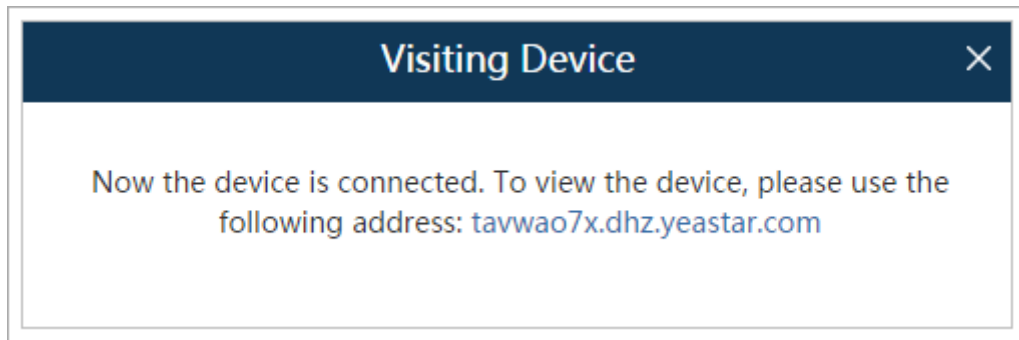 Visiting Device
Now the device is connected. To view the device, please use the
following address: tavwao7x.dhz.yeastar.com